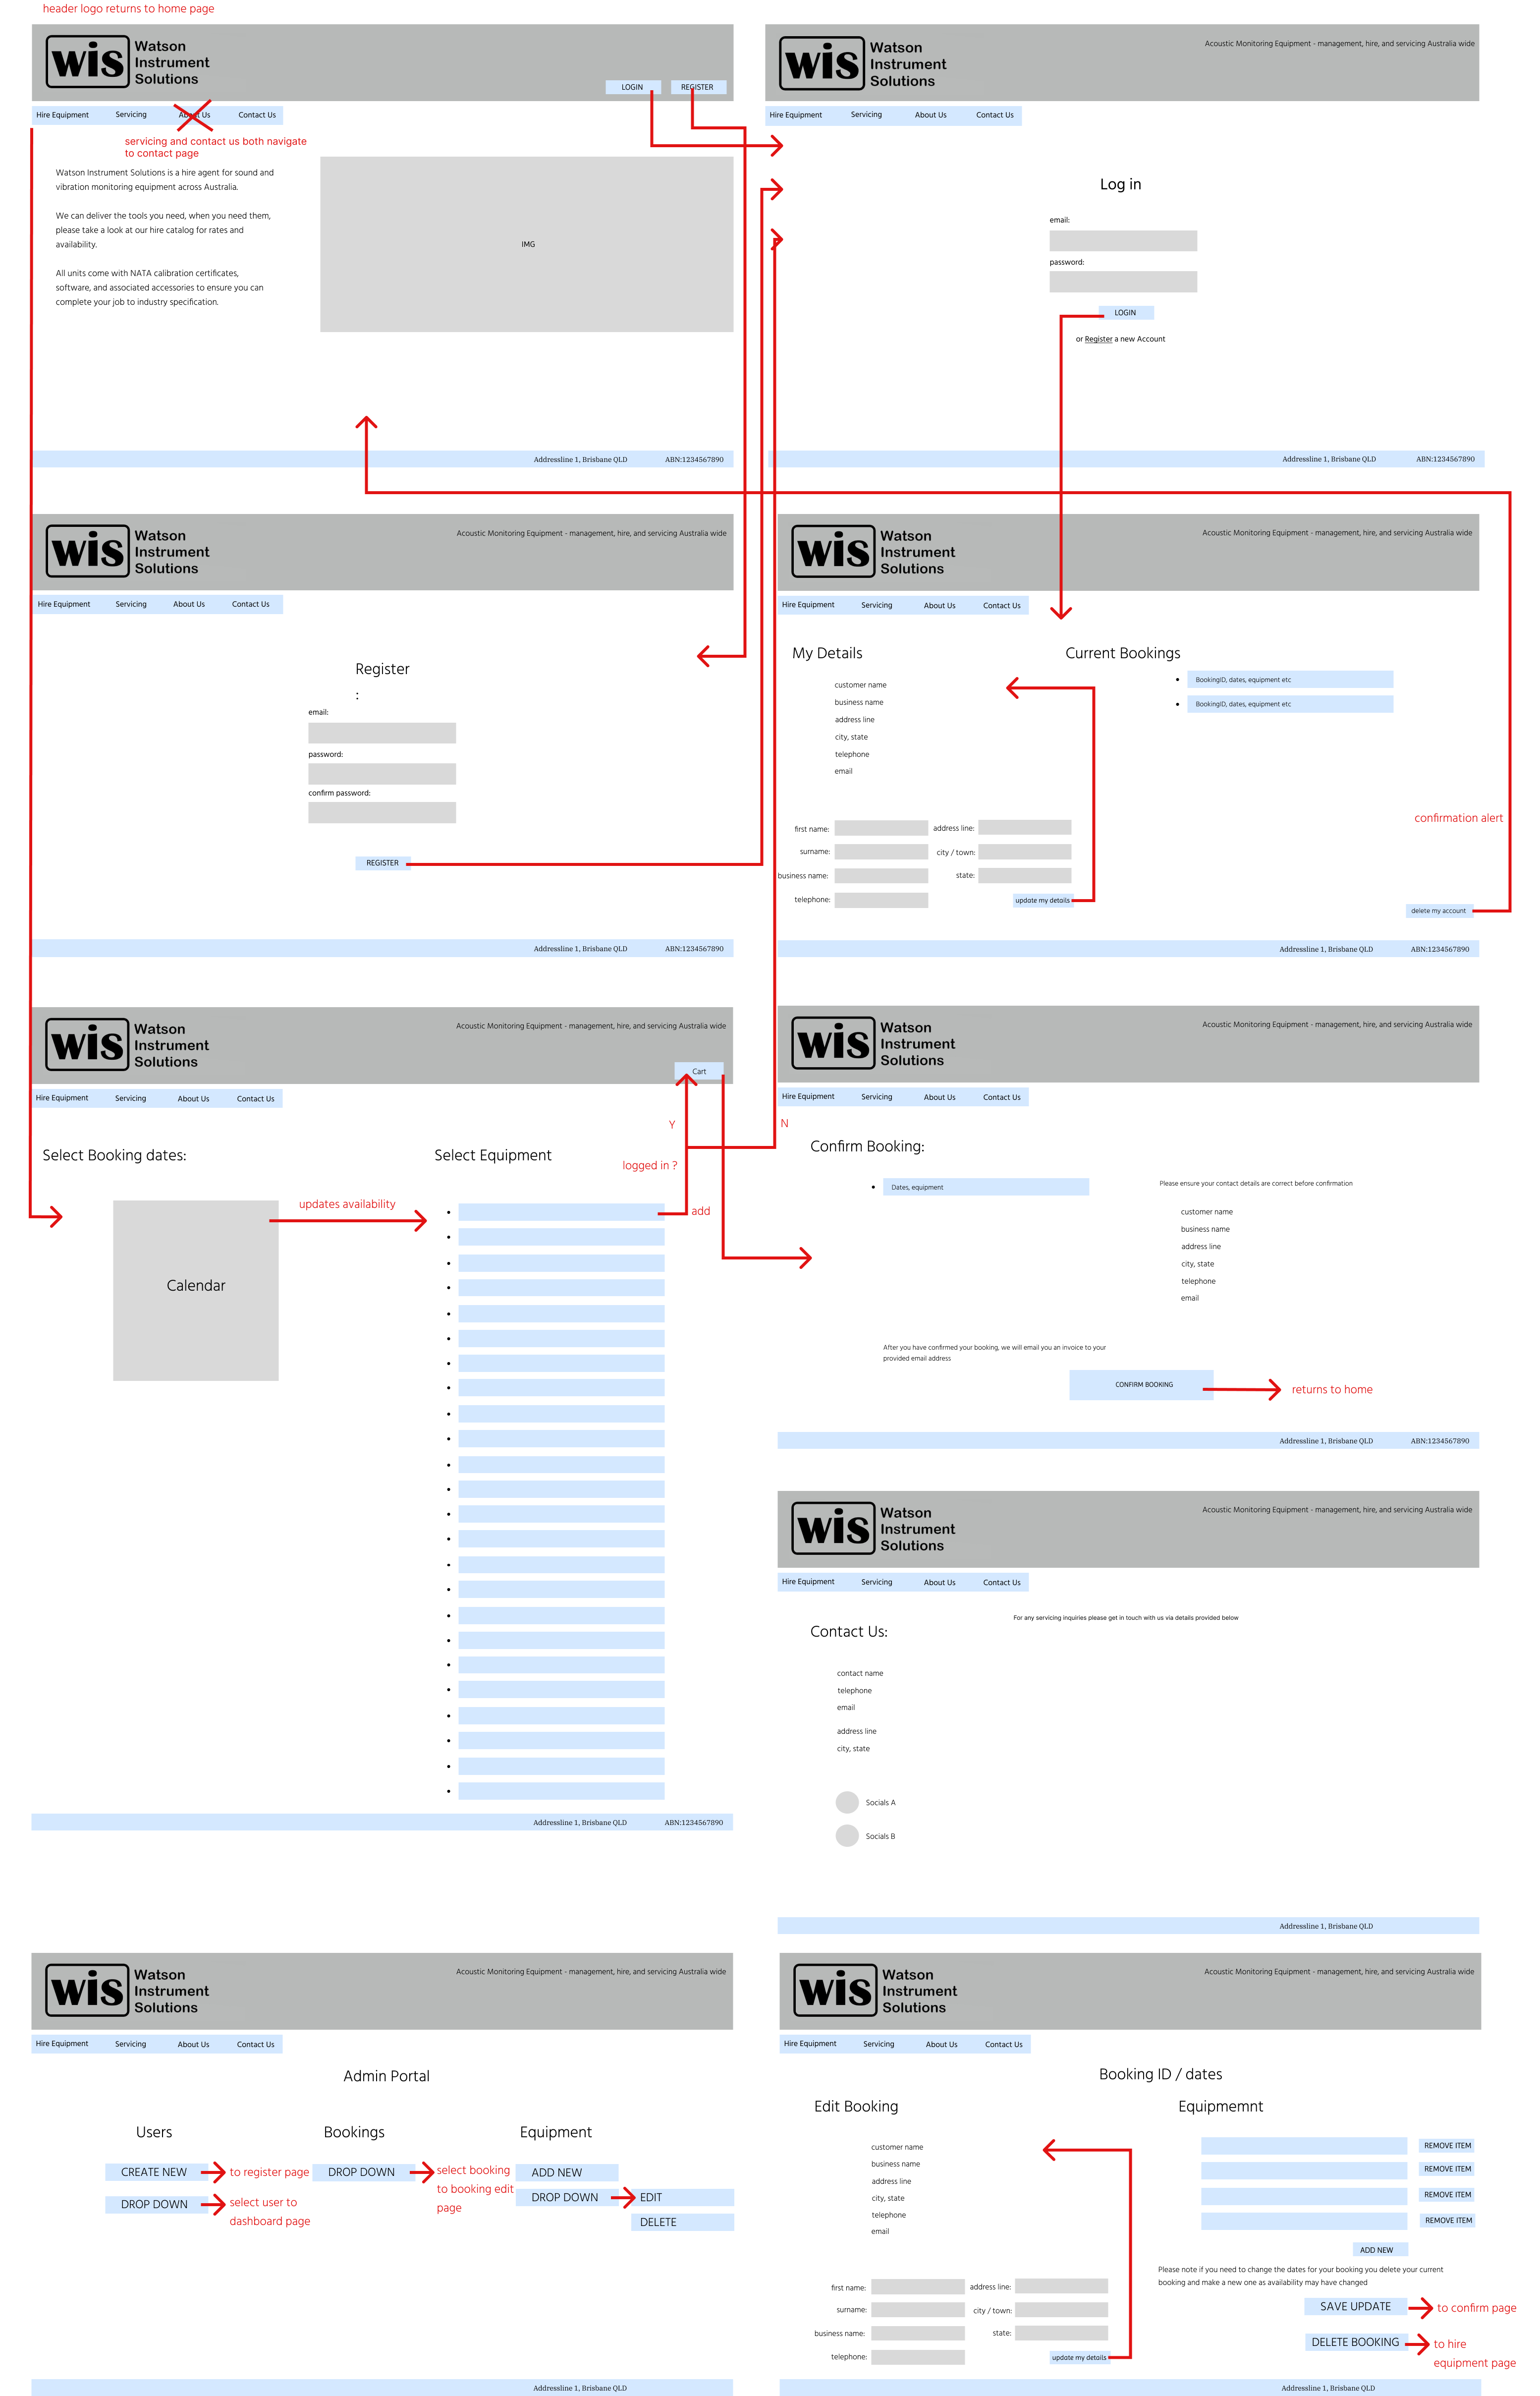 header logo returns to home page
wis
Watson
Instrument
Solutions
LOGIN
REGISTER
Hire Equipment
Servicing
About Us
Contact Us
servicing and contact us both navigate
to contact page
Watson Instrument Solutions is a hire agent for sound and
vibration monitoring equipment across Australia.
We can deliver the tools you need, when you need them,
please take a look at our hire catalog for rates and
availability.
All units come with NATA calibration certificates,
software, and associated accessories to ensure you can
complete your job to industry specification.
IMG
Addressline 1, Brisbane QLD
ABN:1234567890
wis
Watson
Instrument
Solutions
Acoustic Monitoring Equipment - management, hire, and servicing Australia wide
Hire Equipment
Servicing
About Us
Contact Us
Log in
email:
password:
LOGIN
or Register a new Account
Addressline 1, Brisbane QLD
ABN:1234567890
wis
Watson
Instrument
Solutions
Acoustic Monitoring Equipment - management, hire, and servicing Australia wide
Hire Equipment
Servicing
About Us
Contact Us
Register
:
email:
password:
confirm password:
REGISTER
Addressline 1, Brisbane QLD
ABN:1234567890
wis
Watson
Instrument
Solutions
Acoustic Monitoring Equipment - management, hire, and servicing Australia wide
Hire Equipment
Servicing
About Us
Contact Us
My Details
customer name
business name
address line
city, state
telephone
email
Current Bookings
BookingID, dates, equipment etc
BookingID, dates, equipment etc
first name:
surname:
business name:
telephone:
address line:
city / town:
state:
update my details
confirmation alert
delete my account
Addressline 1, Brisbane QLD
ABN:1234567890
wis
Watson
Instrument
Solutions
Acoustic Monitoring Equipment - management, hire, and servicing Australia wide
Cart
Hire Equipment
Servicing
About Us
Contact Us
Y
N
logged in ?
add
Select Booking dates:
Calendar
updates availability
Select Equipment
Addressline 1, Brisbane QLD
ABN:1234567890
wis
Watson
Instrument
Solutions
Acoustic Monitoring Equipment - management, hire, and servicing Australia wide
Hire Equipment
Servicing
About Us
Contact Us
Confirm Booking:
Dates, equipment
Please ensure your contact details are correct before confirmation
customer name
business name
address line
city, state
telephone
email
After you have confirmed your booking, we will email you an invoice to your
provided email address
CONFIRM BOOKING
returns to home
Addressline 1, Brisbane QLD
ABN:1234567890
wis
Watson
Instrument
Solutions
Acoustic Monitoring Equipment - management, hire, and servicing Australia wide
Hire Equipment
Servicing
About Us
Contact Us
For any servicing inquiries please get in touch with us via details provided below
Contact Us:
contact name
telephone
email
address line
city, state
Socials A
Socials B
Addressline 1, Brisbane QLD
wis
Watson
Instrument
Solutions
Acoustic Monitoring Equipment - management, hire, and servicing Australia wide
Hire Equipment
Servicing
About Us
Contact Us
Admin Portal
Users
CREATE NEW
to register page
DROP DOWN
select user to
dashboard page
Bookings
DROP DOWN
select booking
to booking edit
page
Equipment
ADD NEW
DROP DOWN
EDIT
DELETE
Addressline 1, Brisbane QLD
wis
Watson
Instrument
Solutions
Acoustic Monitoring Equipment - management, hire, and servicing Australia wide
Hire Equipment
Servicing
About Us
Contact Us
Booking ID / dates
Edit Booking
customer name
business name
address line
city, state
telephone
email
first name:
surname:
business name:
telephone:
address line:
city / town:
state:
update my details
Equipmemnt
REMOVE ITEM
REMOVE ITEM
REMOVE ITEM
REMOVE ITEM
ADD NEW
Please note if you need to change the dates for your booking you delete your current
booking and make a new one as availability may have changed
SAVE UPDATE
to confirm page
DELETE BOOKING
to hire
equipment page
Addressline 1, Brisbane QLD